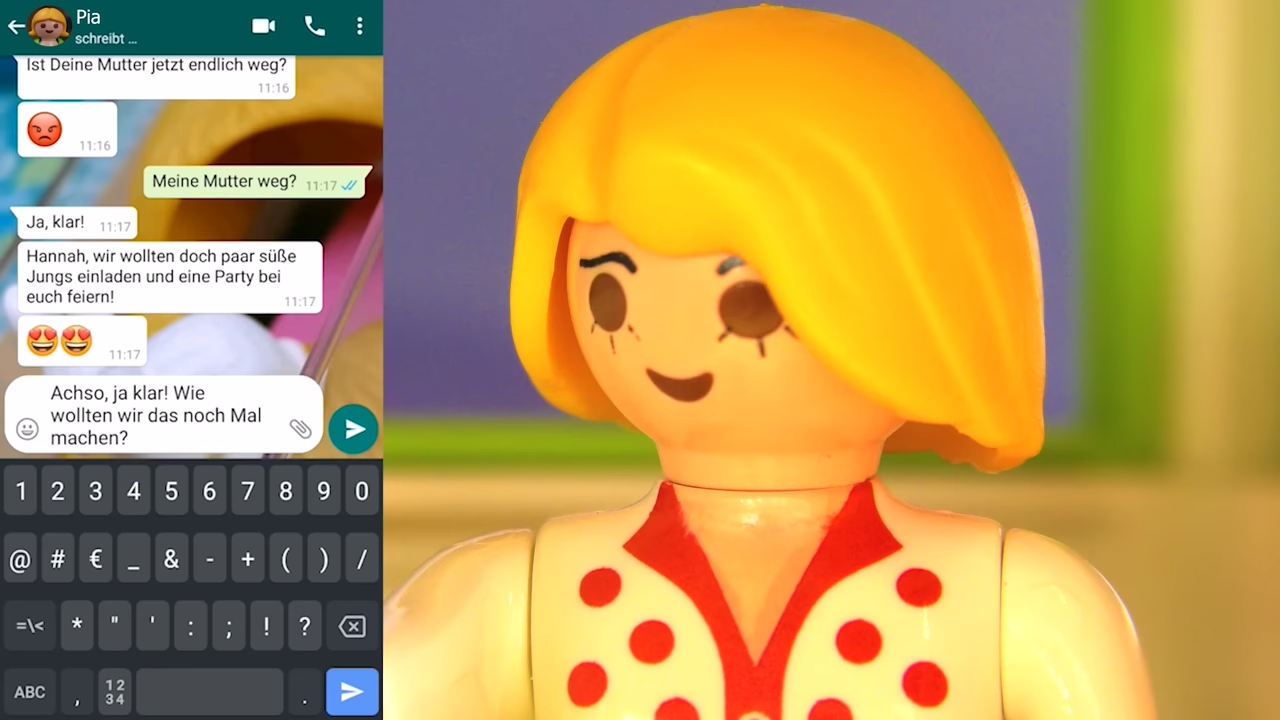 Pia
schreibt ...
Ist Deine Mutter jetzt endlich weg?
11:16
11:16
Meine Mutter weg? 11:17
Ja, klar! 11:17
Hannah, wir wollten doch paar süße
Jungs einladen und eine Party bei
euch feiern!
11:17
11:17
Achso, ja klar! Wie
wollten wir das noch Mal
machen?
1 2 3 4 5 6 7 8 9 0
@ # € _ & - + ( ) /
=\< * " ' : ; ! ?
ABC , 12 .
34